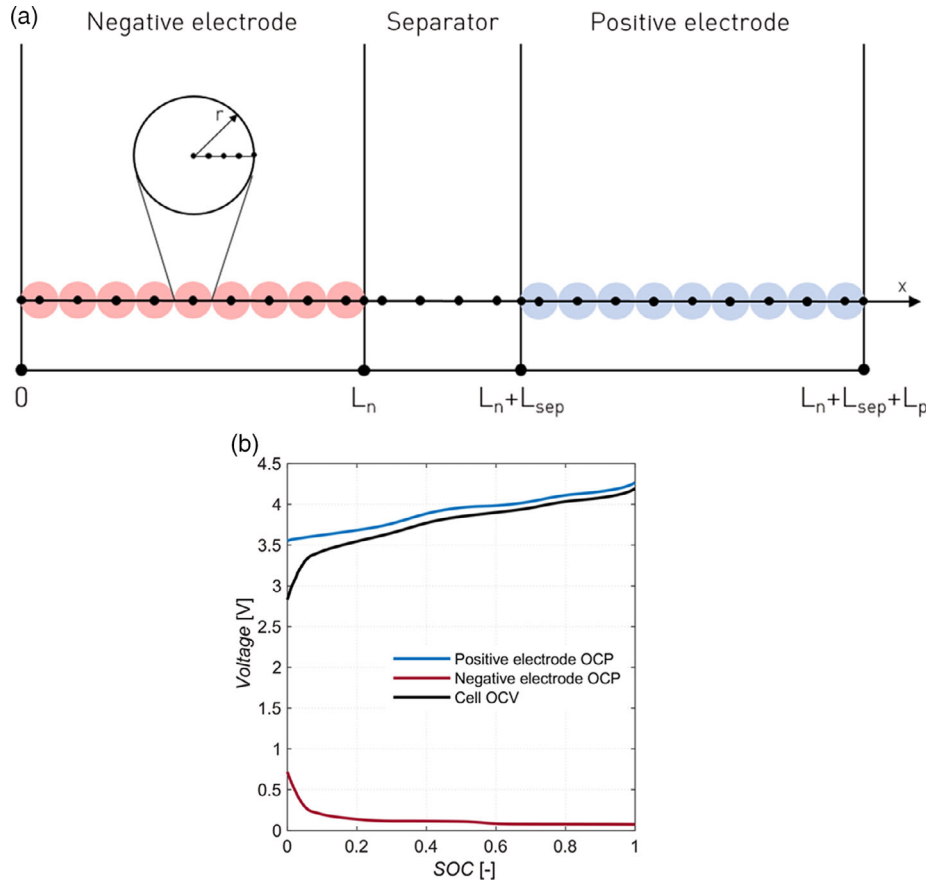 (a)
Negative electrode
Separator
Positive electrode
r
x
0
Lₙ
Lₙ+Lₛₑₚ
Lₙ+Lₛₑₚ+Lₚ
(b)
4.5
4
3.5
3
2.5
2
1.5
1
0.5
0
Voltage [V]
Positive electrode OCP
Negative electrode OCP
Cell OCV
0
0.2
0.4
0.6
0.8
1
SOC [-]